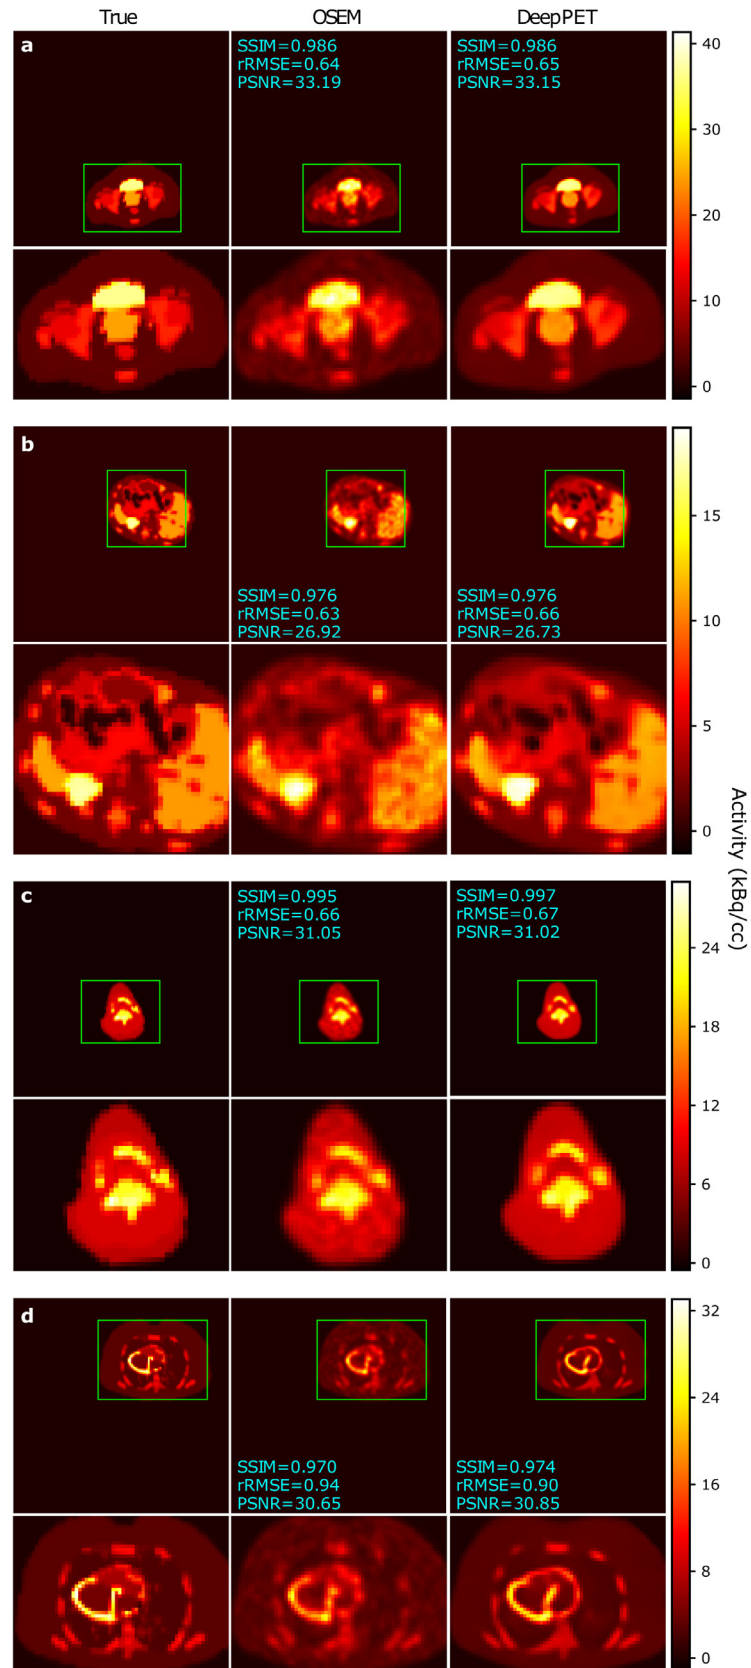 True OSEM DeepPET
a
SSIM=0.986
rRMSE=0.64
PSNR=33.19
SSIM=0.986
rRMSE=0.65
PSNR=33.15
40
30
20
10
0
b
SSIM=0.976
rRMSE=0.63
PSNR=26.92
SSIM=0.976
rRMSE=0.66
PSNR=26.73
15
10
5
0
Activity (kBq/cc)
c
SSIM=0.995
rRMSE=0.66
PSNR=31.05
SSIM=0.997
rRMSE=0.67
PSNR=31.02
24
18
12
6
0
d
SSIM=0.970
rRMSE=0.94
PSNR=30.65
SSIM=0.974
rRMSE=0.90
PSNR=30.85
32
24
16
8
0